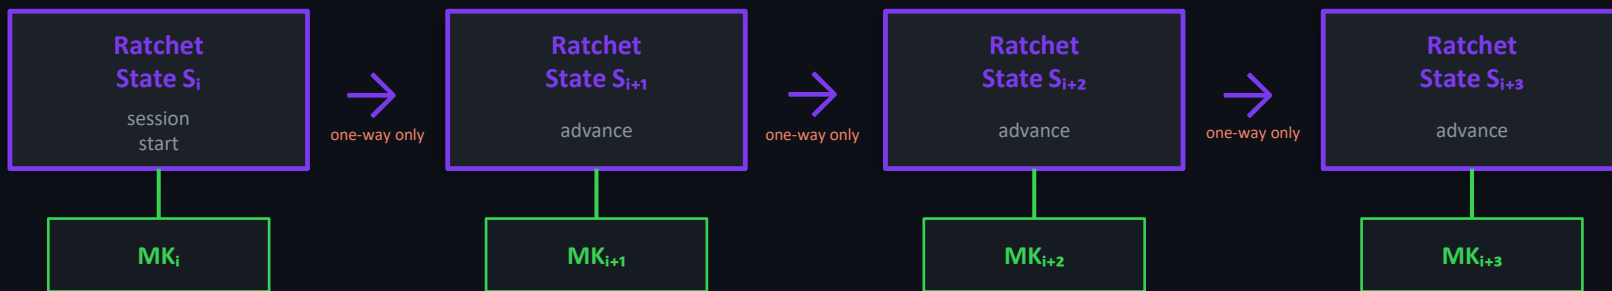 Ratchet
State Sᵢ
session
start
one-way only
Ratchet
State Sᵢ₊₁
advance
one-way only
Ratchet
State Sᵢ₊₂
advance
one-way only
Ratchet
State Sᵢ₊₃
advance
MKᵢ
MKᵢ₊₁
MKᵢ₊₂
MKᵢ₊₃